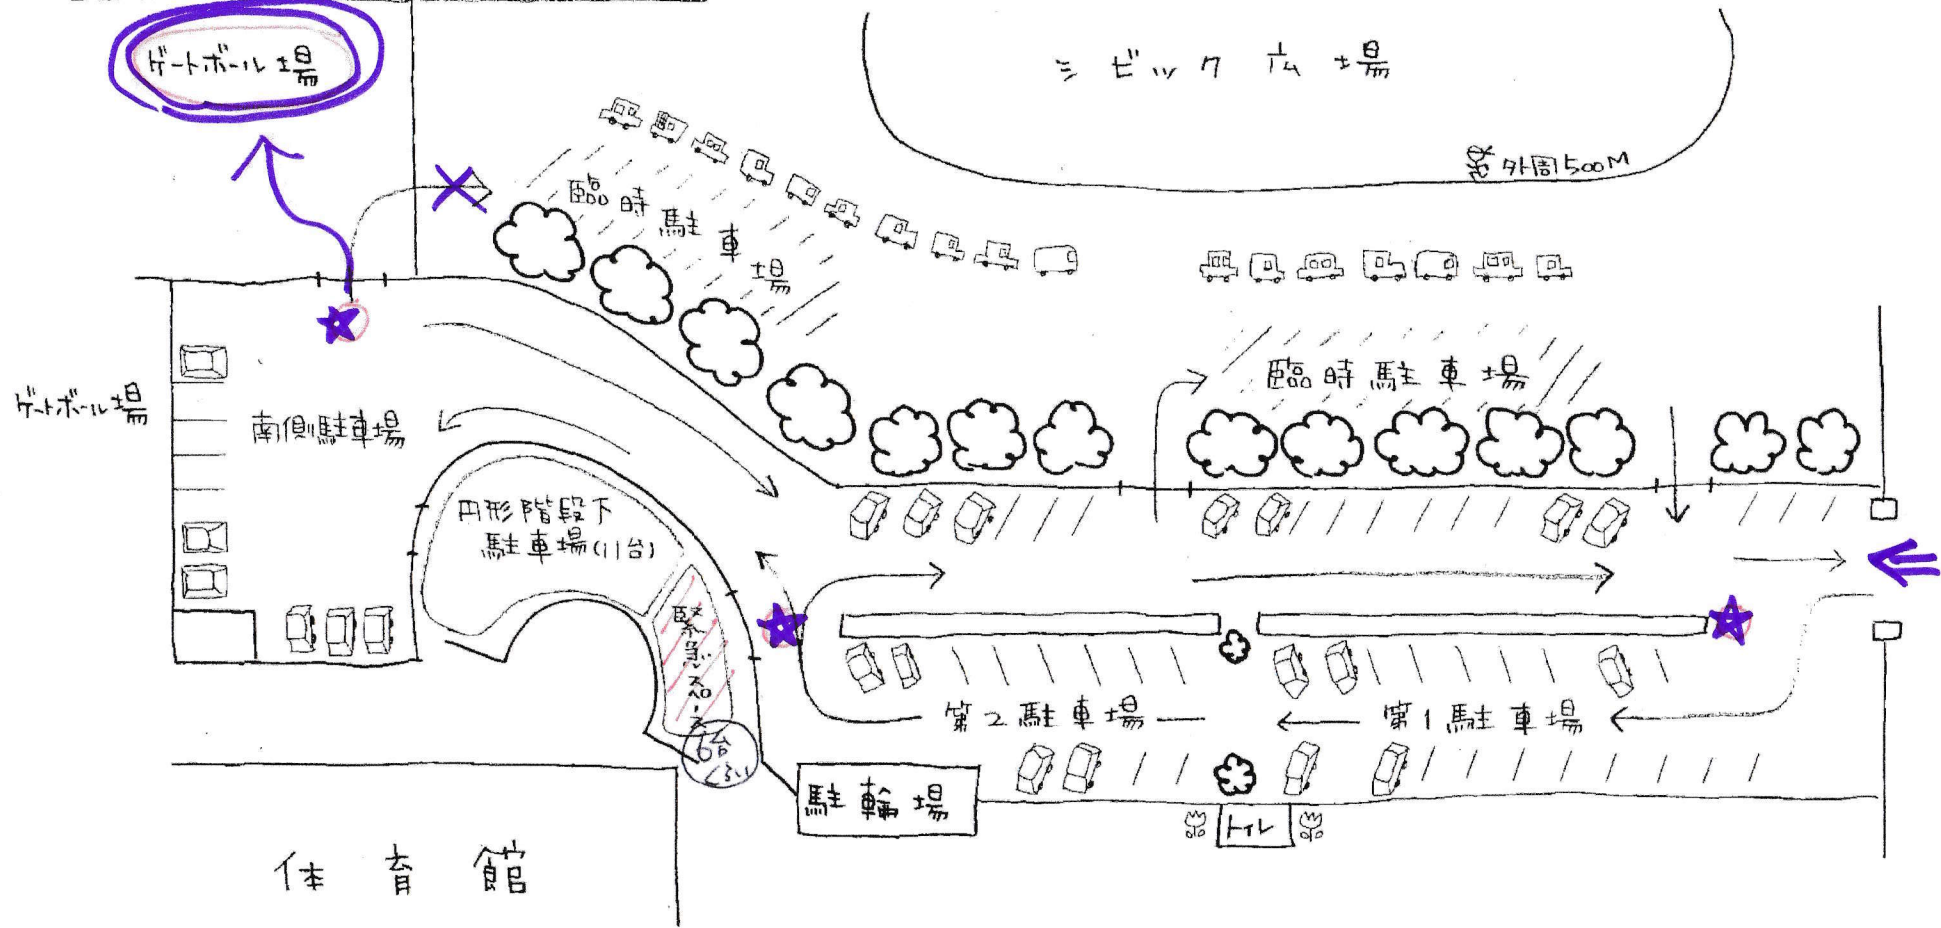 ゲートボール場
シビック広場
外周500M
臨時駐車場
臨時駐車場
ゲートボール場
南側駐車場
円形階段下
駐車場(11台)
緊急スペース
6台
くらい
第2駐車場
第1駐車場
駐輪場
トイレ
体育館